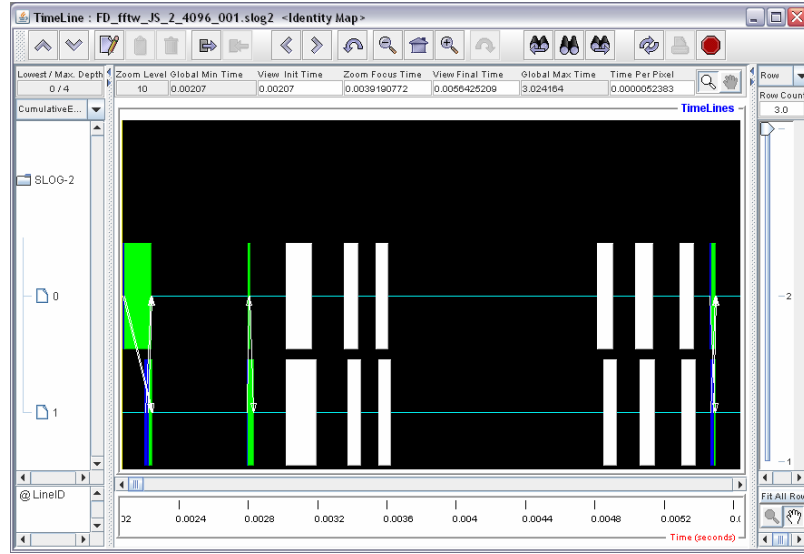 TimeLine : FD_fftw_JS_2_4096_001.slog2 <Identity Map>
Lowest / Max. Depth
0 / 4
Zoom Level
10
Global Min Time
0.00207
View Init Time
0.00207
Zoom Focus Time
0.0039190772
View Final Time
0.0056425209
Global Max Time
3.024164
Time Per Pixel
0.0000052383
Row
Row Count
3.0
CumulativeE...
TimeLines
SLOG-2
0
1
2
1
@ LineID
Fit All Row
0.0024 0.0028 0.0032 0.0036 0.004 0.0044 0.0048 0.0052
Time (seconds)